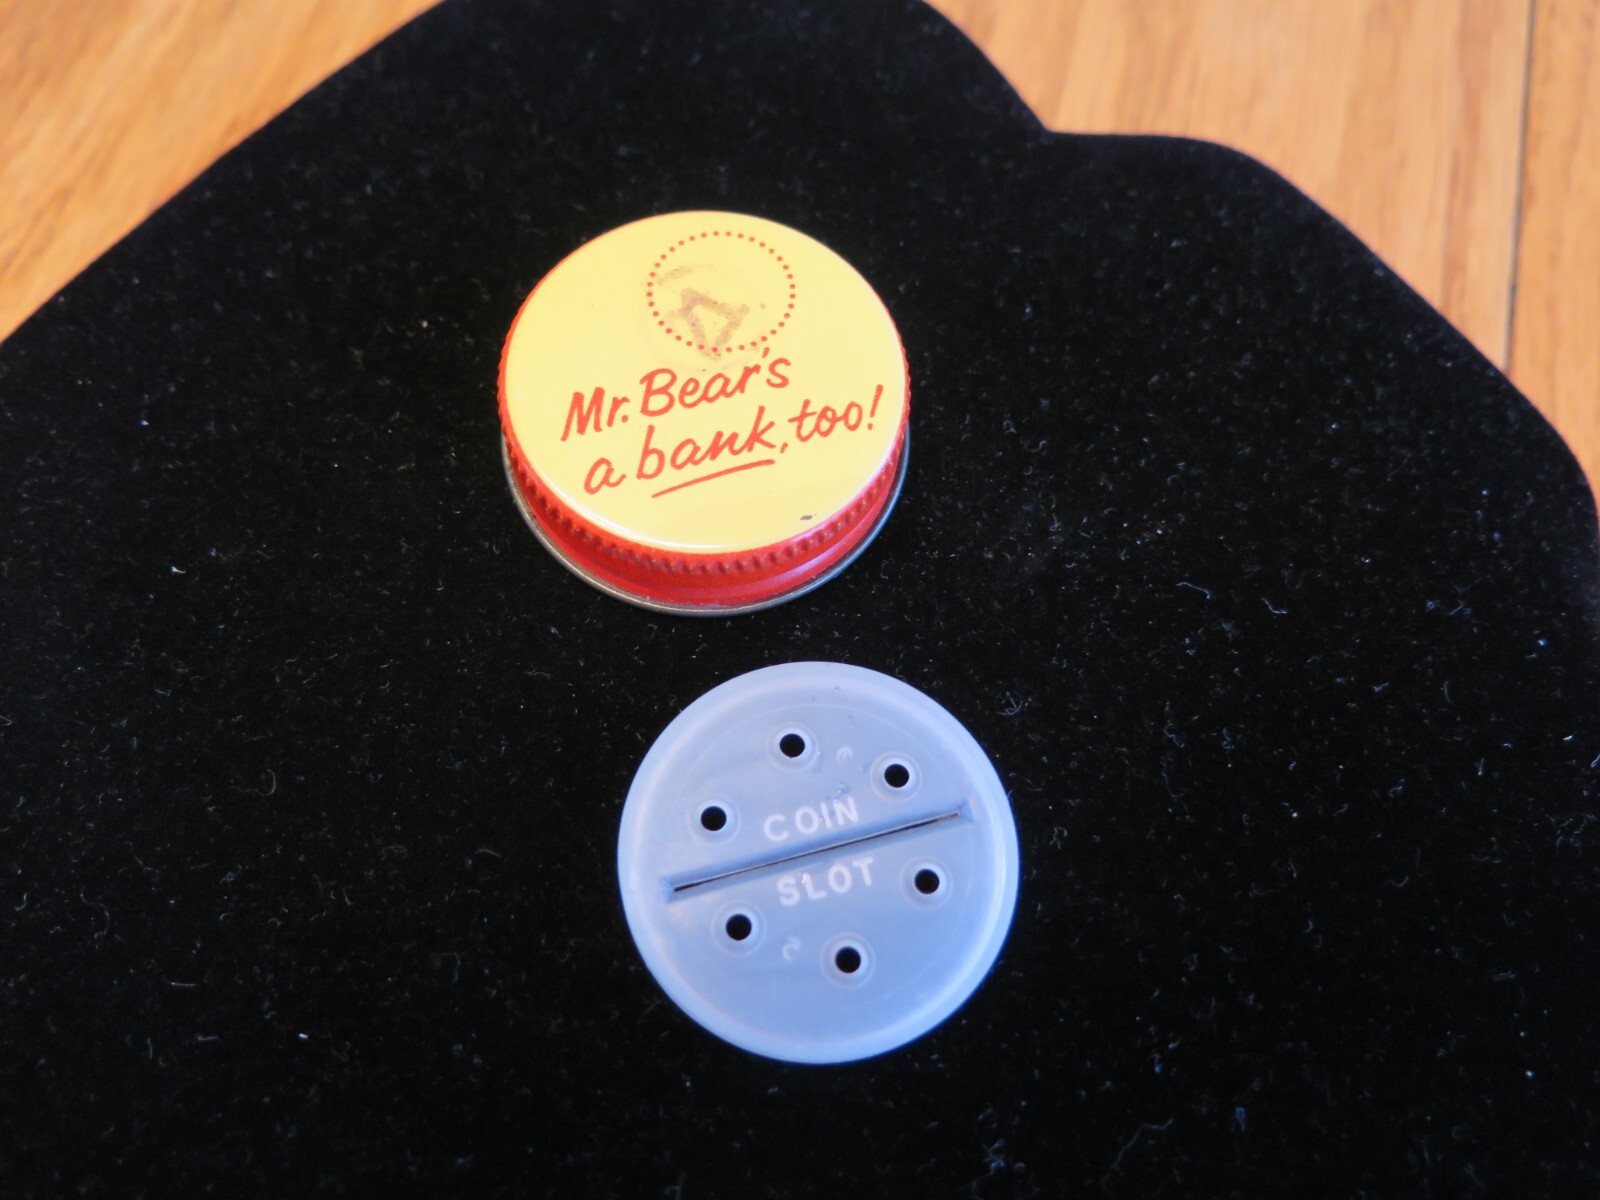 Mr. Bear's
a bank, too!
COIN
SLOT